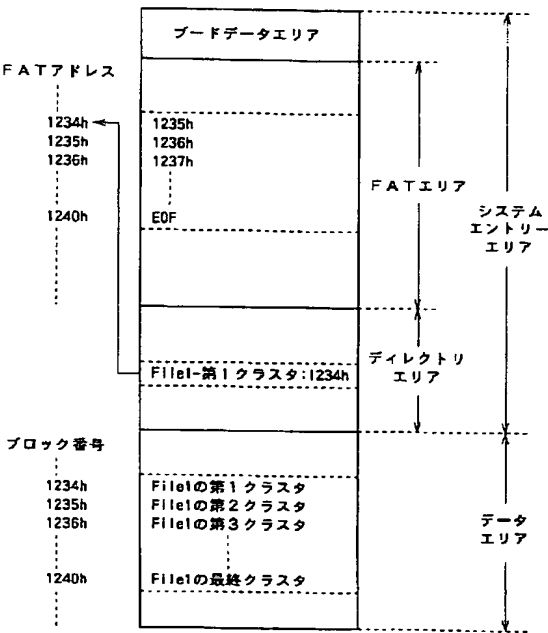 ブートデータエリア
FATアドレス
1234h 1235h
1235h 1236h
1236h 1237h
1240h EOF
FATエリア
システム
エントリー
エリア
File1-第1クラスタ:1234h
ディレクトリ
エリア
ブロック番号
1234h File1の第1クラスタ
1235h File1の第2クラスタ
1236h File1の第3クラスタ
1240h File1の最終クラスタ
データ
エリア